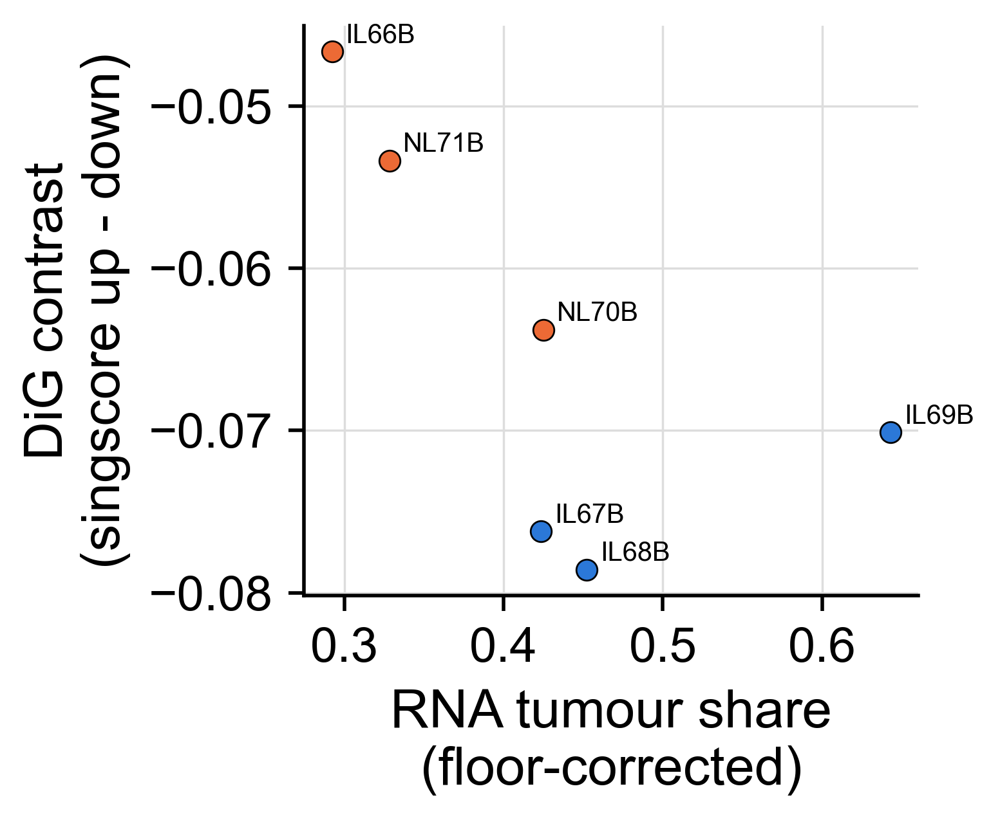 DiG contrast
(singscore up - down)
−0.05
−0.06
−0.07
−0.08
IL66B
NL71B
NL70B
IL69B
IL67B
IL68B
0.3 0.4 0.5 0.6
RNA tumour share
(floor-corrected)